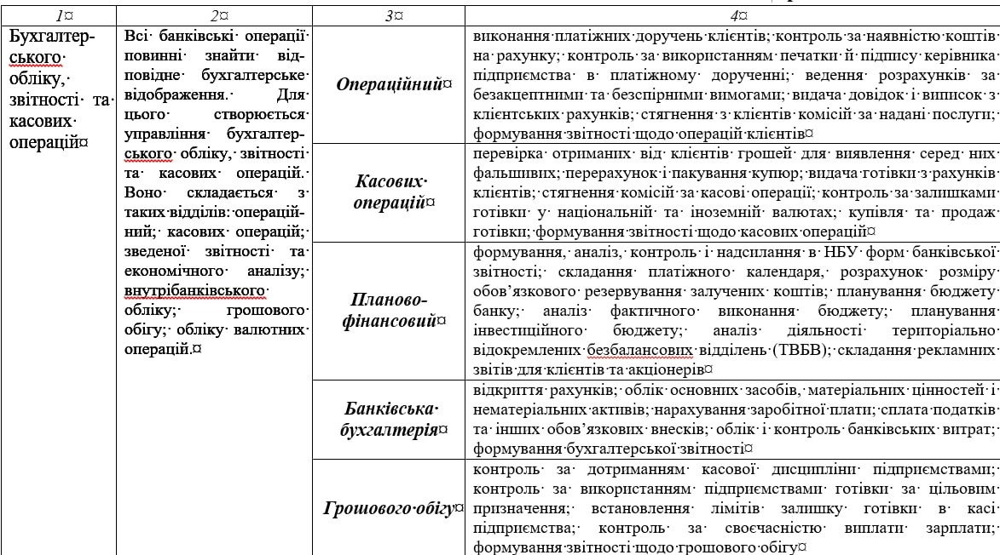 1
2
3
4
Бухгалтер-
ського
обліку,
звітності та
касових
операцій
Всі банківські операції
повинні знайти від-
повідне бухгалтерське
відображення. Для
цього створюється
управління бухгалтер-
ського обліку, звітності
та касових операцій.
Воно складається з
таких відділів: операцій-
ний; касових операцій;
зведеної звітності та
економічного аналізу;
внутрібанківського
обліку; грошового
обігу; обліку валютних
операцій.
Операційний
виконання платіжних доручень клієнтів; контроль за наявністю коштів
на рахунку; контроль за використанням печатки й підпису керівника
підприємства в платіжному дорученні; ведення розрахунків за
безакцептними та безспірними вимогами; видача довідок і виписок з
клієнтських рахунків; стягнення з клієнтів комісій за надані послуги;
формування звітності щодо операцій клієнтів
Касових
операцій
перевірка отриманих від клієнтів грошей для виявлення серед них
фальшивих; перерахунок і пакування купюр; видача готівки з рахунків
клієнтів; стягнення комісій за касові операції; контроль за залишками
готівки у національній та іноземній валютах; купівля та продаж
готівки; формування звітності щодо касових операцій
Планово-
фінансовий
формування, аналіз, контроль і надсилання в НБУ форм банківської
звітності; складання платіжного календаря, розрахунок розміру
обов’язкового резервування залучених коштів; планування бюджету
банку; аналіз фактичного виконання бюджету; планування
інвестиційного бюджету; аналіз діяльності територіально
відокремлених безбалансових відділень (ТВБВ); складання рекламних
звітів для клієнтів та акціонерів
Банківська
бухгалтерія
відкриття рахунків; облік основних засобів, матеріальних цінностей і
нематеріальних активів; нарахування заробітної плати; сплата податків
та інших обов’язкових внесків; облік і контроль банківських витрат;
формування бухгалтерської звітності
Грошового обігу
контроль за дотриманням касової дисципліни підприємствами;
контроль за використанням підприємствами готівки за цільовим
призначення; встановлення лімітів залишку готівки в касі
підприємства; контроль за своєчасністю виплати зарплати;
формування звітності щодо грошового обігу